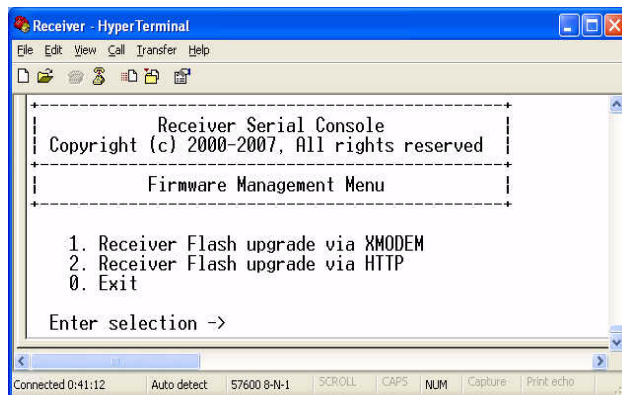 Receiver - HyperTerminal
File Edit View Call Transfer Help
Receiver Serial Console
Copyright (c) 2000-2007, All rights reserved
Firmware Management Menu
1. Receiver Flash upgrade via XMODEM
2. Receiver Flash upgrade via HTTP
0. Exit
Enter selection ->
Connected 0:41:12 Auto detect 57600 8-N-1 SCROLL CAPS NUM Capture Print echo